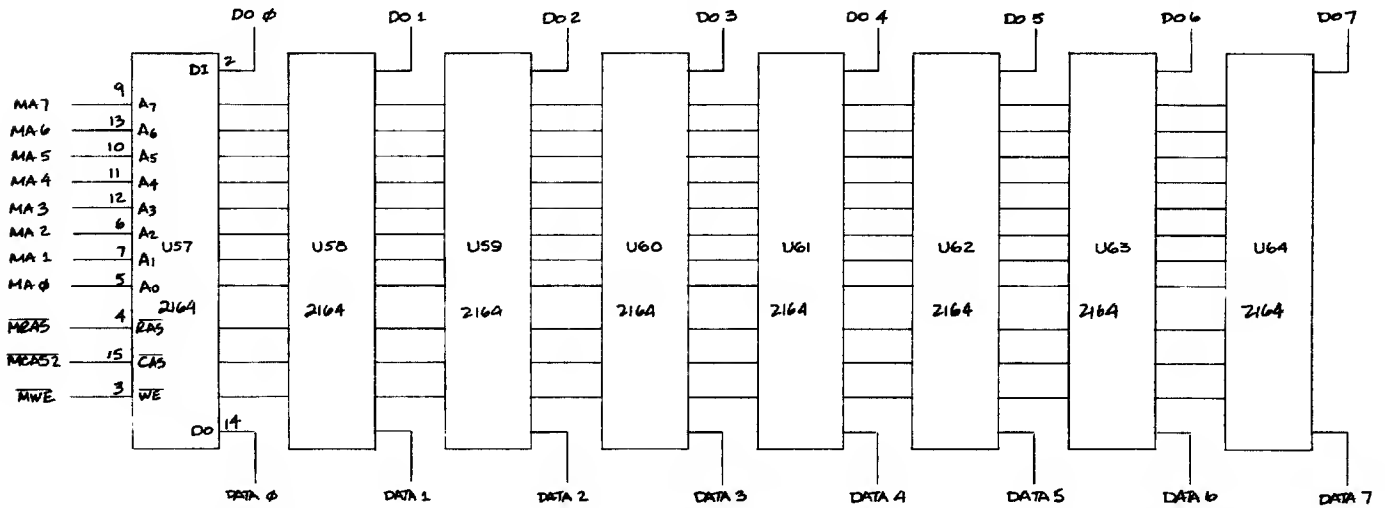 DO Ø DO 1 DO 2 DO 3 DO 4 DO 5 DO 6 DO 7
DI 2
MA 7 9 A7
MA 6 13 A6
MA 5 10 A5
MA 4 11 A4
MA 3 12 A3
MA 2 6 A2
U57 U58 U59 U60 U61 U62 U63 U64
MA 1 7 A1
MA Ø 5 A0
2164 2164 2164 2164 2164 2164 2164 2164
MRAS 4 RAS
MCAS2 15 CAS
MWE 3 WE
DO 14
DATA Ø DATA 1 DATA 2 DATA 3 DATA 4 DATA 5 DATA 6 DATA 7